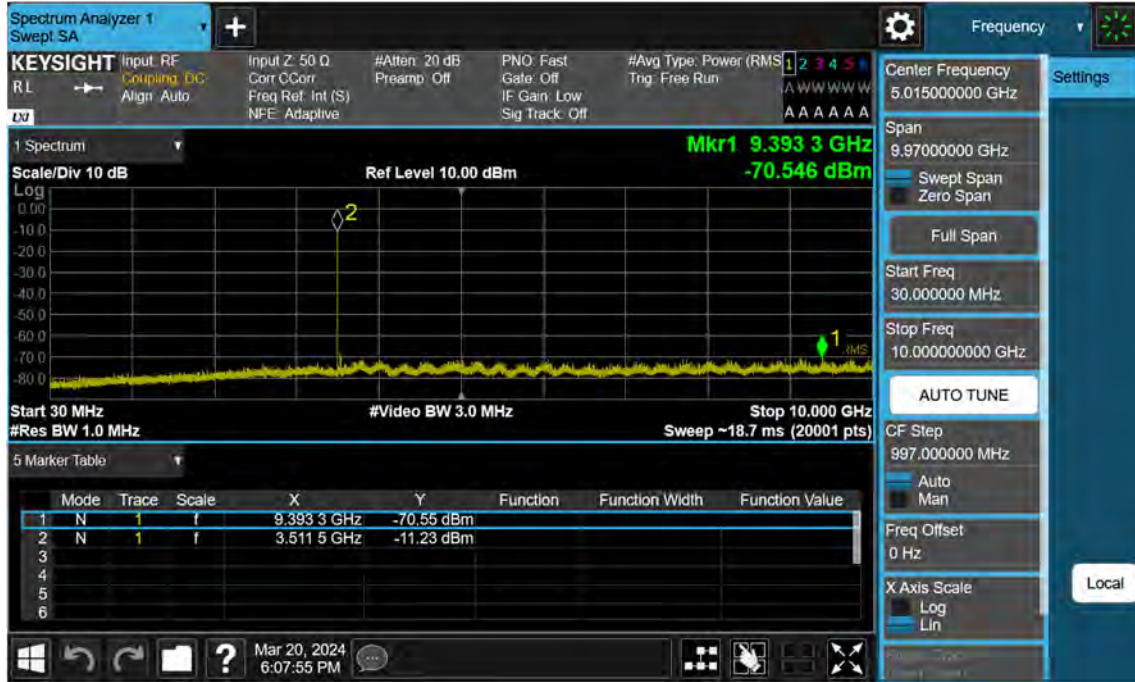 Spectrum Analyzer 1
Swept SA
Frequency
KEYSIGHT
RL
LXI
Input: RF
Coupling: DC
Align: Auto
Input Z: 50 Ω
Corr CCorr
Freq Ref: Int (S)
NFE: Adaptive
#Atten: 20 dB
Preamp: Off
PNO: Fast
Gate: Off
IF Gain: Low
Sig Track: Off
#Avg Type: Power (RMS
Trig: Free Run
1 2 3 4 5 6
A W W W W W
A A A A A A
1 Spectrum
Scale/Div 10 dB
Ref Level 10.00 dBm
Mkr1 9.393 3 GHz
-70.546 dBm
Log
0.00
-10.0
-20.0
-30.0
-40.0
-50.0
-60.0
-70.0
-80.0
2
1
RMS
Start 30 MHz
#Res BW 1.0 MHz
#Video BW 3.0 MHz
Stop 10.000 GHz
Sweep ~18.7 ms (20001 pts)
5 Marker Table
Mode Trace Scale X Y Function Function Width Function Value
1 N 1 f 9.393 3 GHz -70.55 dBm
2 N 1 f 3.511 5 GHz -11.23 dBm
3
4
5
6
Mar 20, 2024
6:07:55 PM
Center Frequency
5.015000000 GHz
Settings
Span
9.97000000 GHz
Swept Span
Zero Span
Full Span
Start Freq
30.000000 MHz
Stop Freq
10.000000000 GHz
AUTO TUNE
CF Step
997.000000 MHz
Auto
Man
Freq Offset
0 Hz
X Axis Scale
Log
Lin
Local